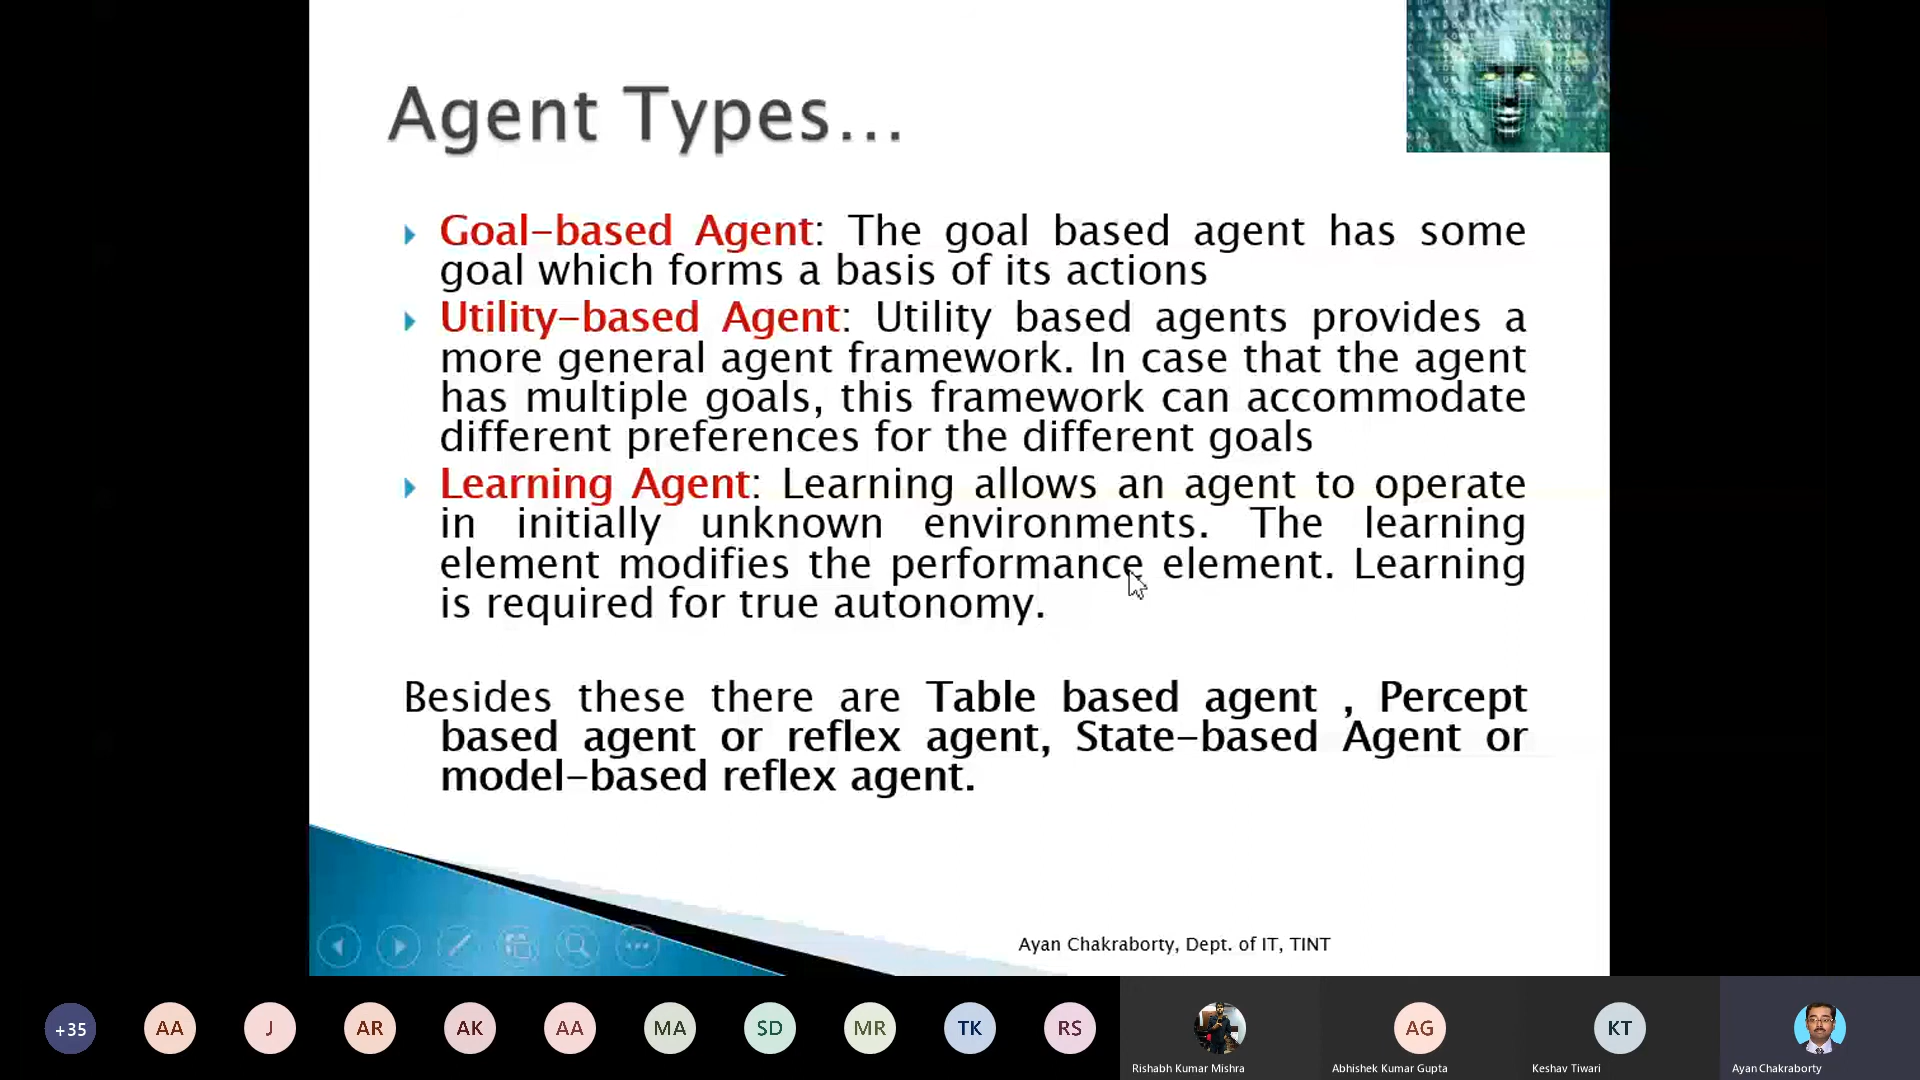 Agent Types...
Goal-based Agent: The goal based agent has some
goal which forms a basis of its actions
Utility-based Agent: Utility based agents provides a
more general agent framework. In case that the agent
has multiple goals, this framework can accommodate
different preferences for the different goals
Learning Agent: Learning allows an agent to operate
in initially unknown environments. The learning
element modifies the performance element. Learning
is required for true autonomy.
Besides these there are Table based agent , Percept
based agent or reflex agent, State-based Agent or
model-based reflex agent.
Ayan Chakraborty, Dept. of IT, TINT
+35 AA J AR AK AA MA SD MR TK RS AG KT
Rishabh Kumar Mishra Abhishek Kumar Gupta Keshav Tiwari Ayan Chakraborty